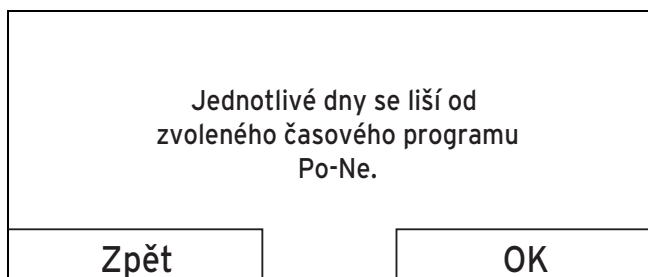 Jednotlivé dny se liší od
zvoleného časového programu
Po-Ne.
Zpět OK